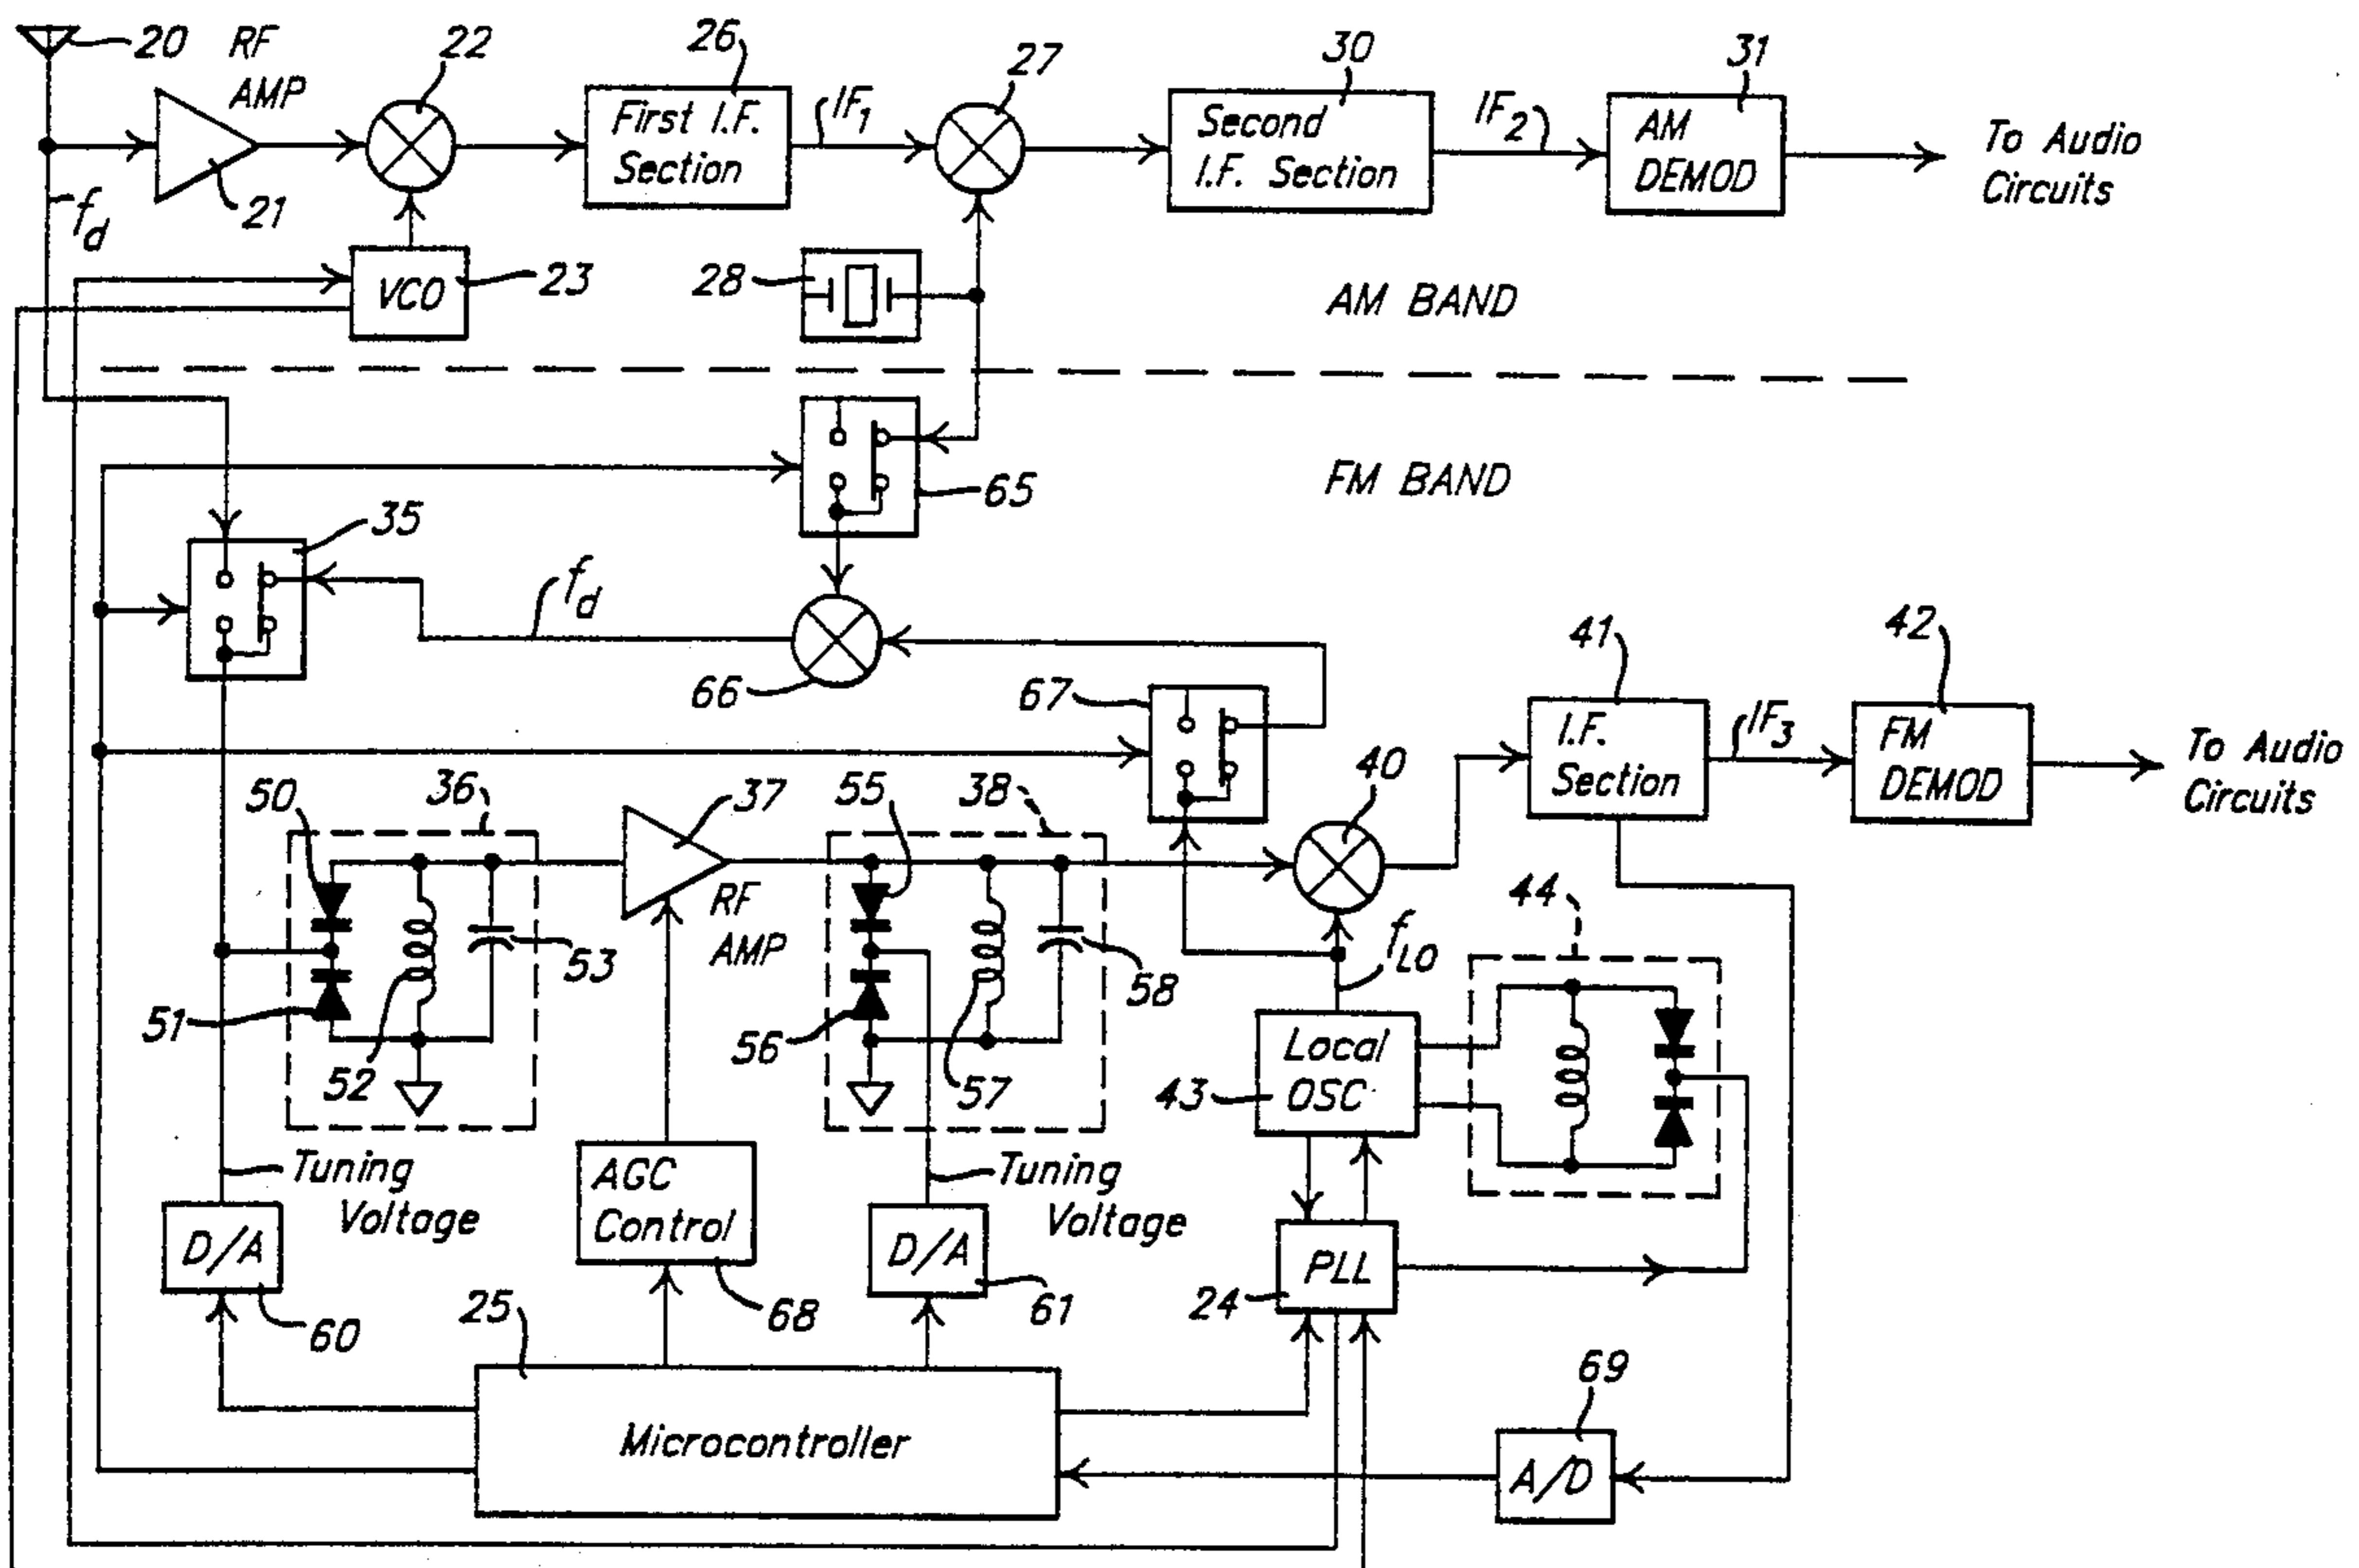 20
RF
AMP
22
26
27
30
31
First I.F.
Section
IF1
Second
I.F. Section
IF2
AM
DEMOD
To Audio
Circuits
21
fd
VCO
23
28
AM BAND
65
FM BAND
35
fd
66
67
40
41
42
I.F.
Section
IF3
FM
DEMOD
To Audio
Circuits
50
36
37
55
38
RF
AMP
44
51
52
53
56
57
58
fLO
Local
OSC
43
Tuning
Voltage
AGC
Control
Tuning
Voltage
D/A
60
68
D/A
61
PLL
24
25
Microcontroller
69
A/D